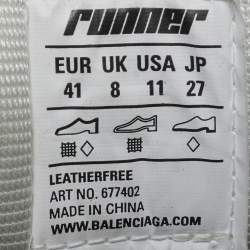 runner
EUR UK USA JP
41 8 11 27
LEATHERFREE
ART NO. 677402
MADE IN CHINA
WWW.BALENCIAGA.COM